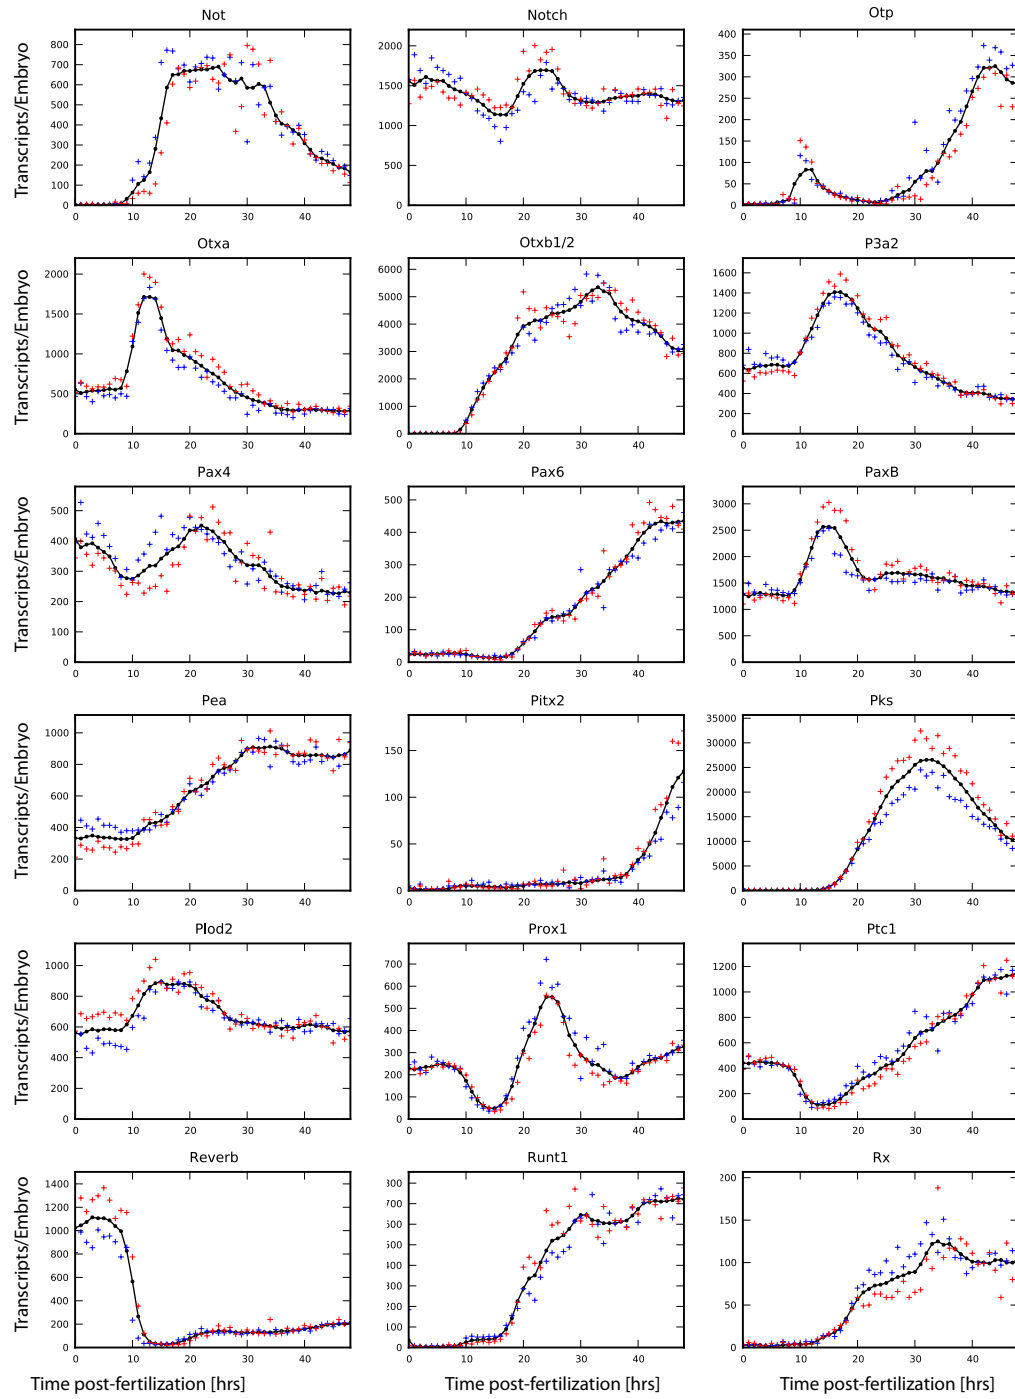 Not Notch Otp
Transcripts/Embryo
800 700 600 500 400 300 200 100 0
2000 1500 1000 500 0
400 350 300 250 200 150 100 50 0
0 10 20 30 40 0 10 20 30 40 0 10 20 30 40
Otxa Otxb1/2 P3a2
Transcripts/Embryo
2000 1500 1000 500 0
6000 5000 4000 3000 2000 1000 0
1600 1400 1200 1000 800 600 400 200 0
0 10 20 30 40 0 10 20 30 40 0 10 20 30 40
Pax4 Pax6 PaxB
Transcripts/Embryo
500 400 300 200 100 0
500 400 300 200 100 0
3000 2500 2000 1500 1000 500 0
0 10 20 30 40 0 10 20 30 40 0 10 20 30 40
Pea Pitx2 Pks
Transcripts/Embryo
1000 800 600 400 200 0
150 100 50 0
35000 30000 25000 20000 15000 10000 5000 0
0 10 20 30 40 0 10 20 30 40 0 10 20 30 40
Plod2 Prox1 Ptc1
Transcripts/Embryo
1000 800 600 400 200 0
700 600 500 400 300 200 100 0
1200 1000 800 600 400 200 0
0 10 20 30 40 0 10 20 30 40 0 10 20 30 40
Reverb Runt1 Rx
Transcripts/Embryo
1400 1200 1000 800 600 400 200 0
800 700 600 500 400 300 200 100 0
200 150 100 50 0
0 10 20 30 40 0 10 20 30 40 0 10 20 30 40
Time post-fertilization [hrs] Time post-fertilization [hrs] Time post-fertilization [hrs]